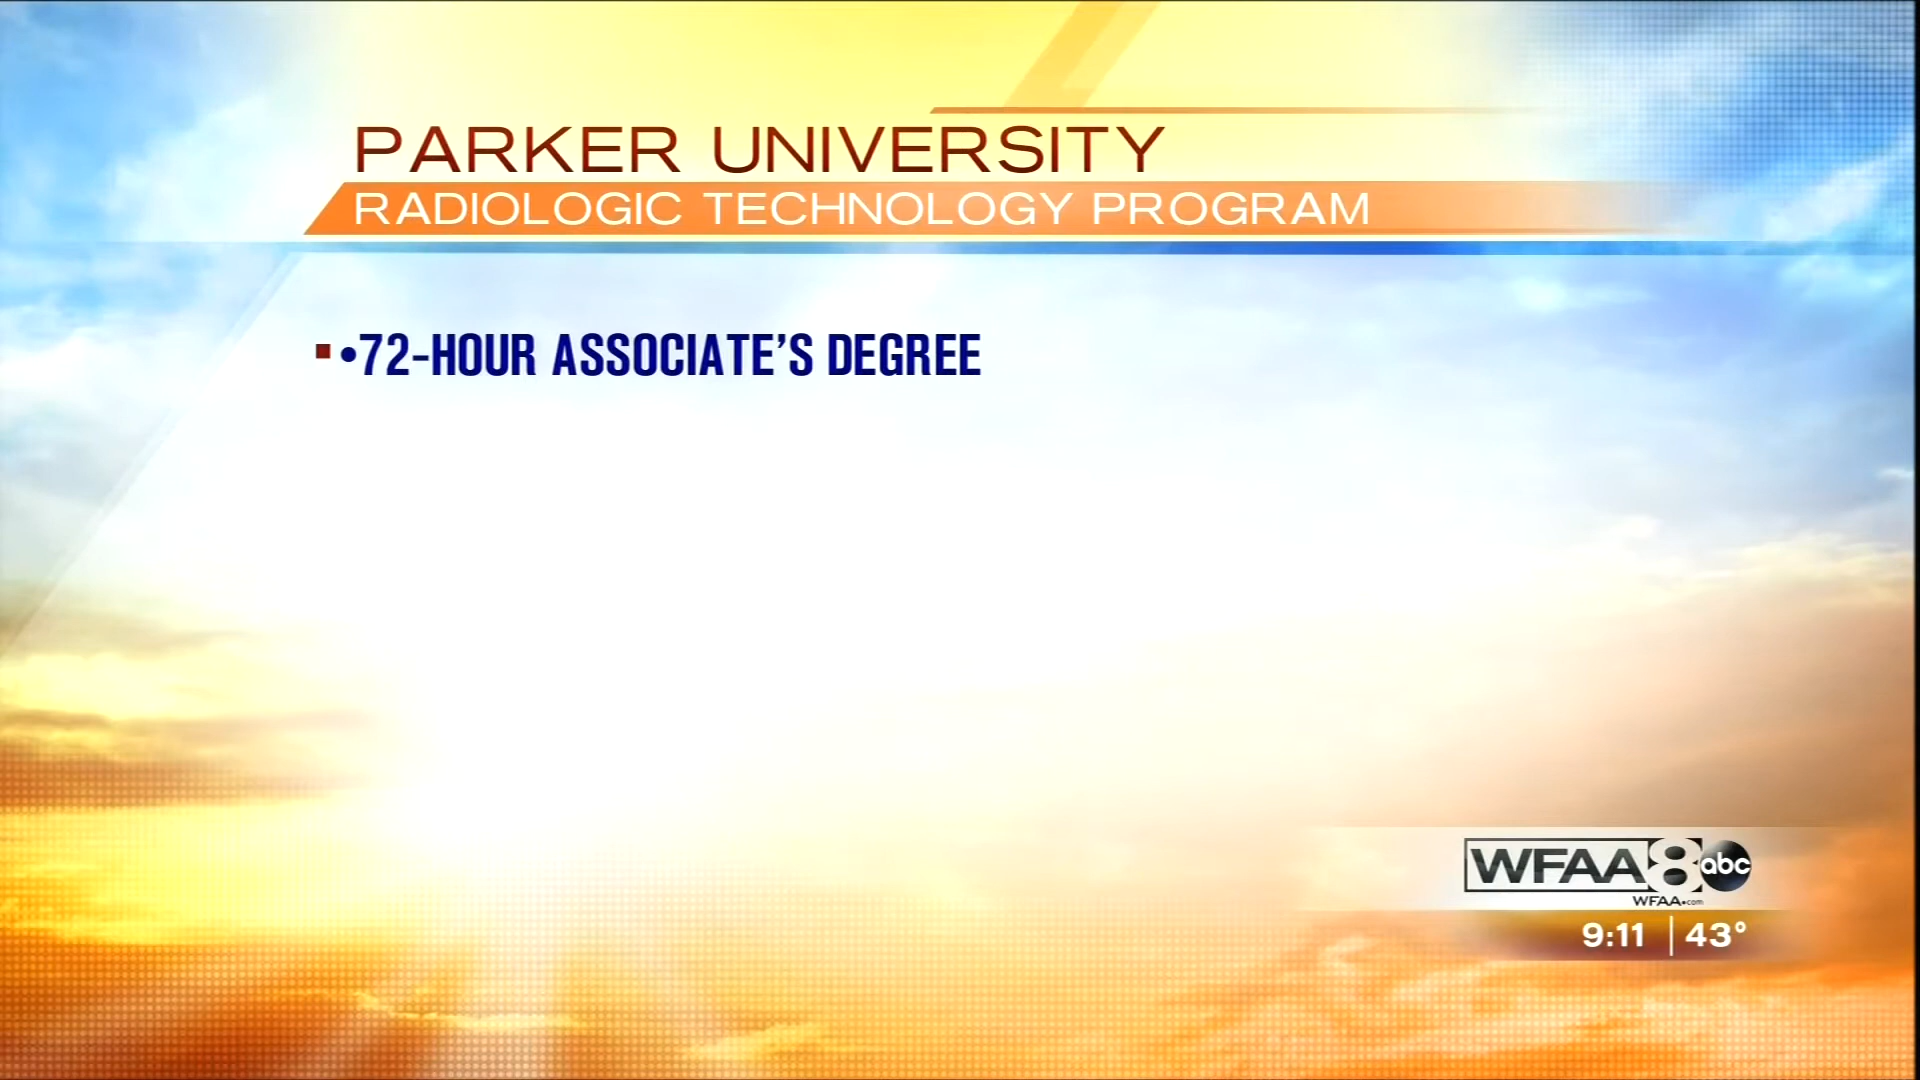 PARKER UNIVERSITY
RADIOLOGIC TECHNOLOGY PROGRAM
•72-HOUR ASSOCIATE’S DEGREE
WFAA 8 abc
WFAA.com
9:11 | 43°